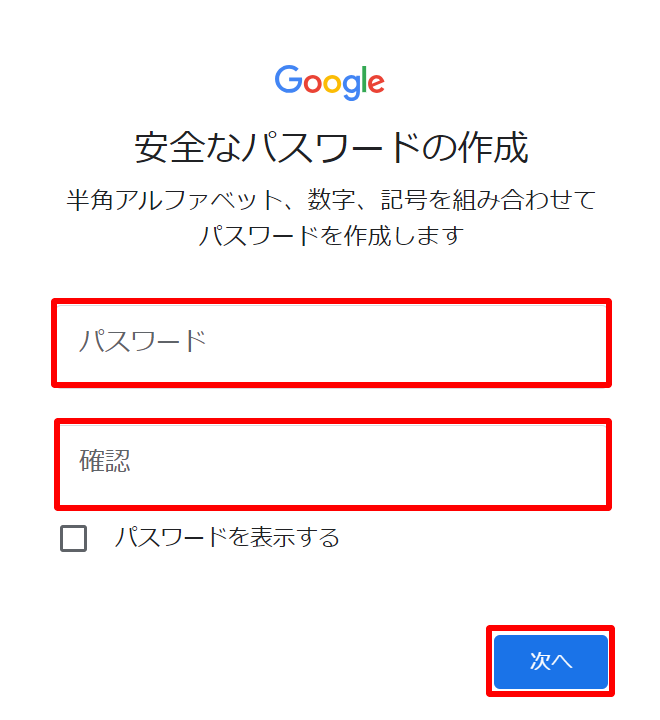 Google
安全なパスワードの作成
半角アルファベット、数字、記号を組み合わせて
パスワードを作成します
パスワード
確認
パスワードを表示する
次へ